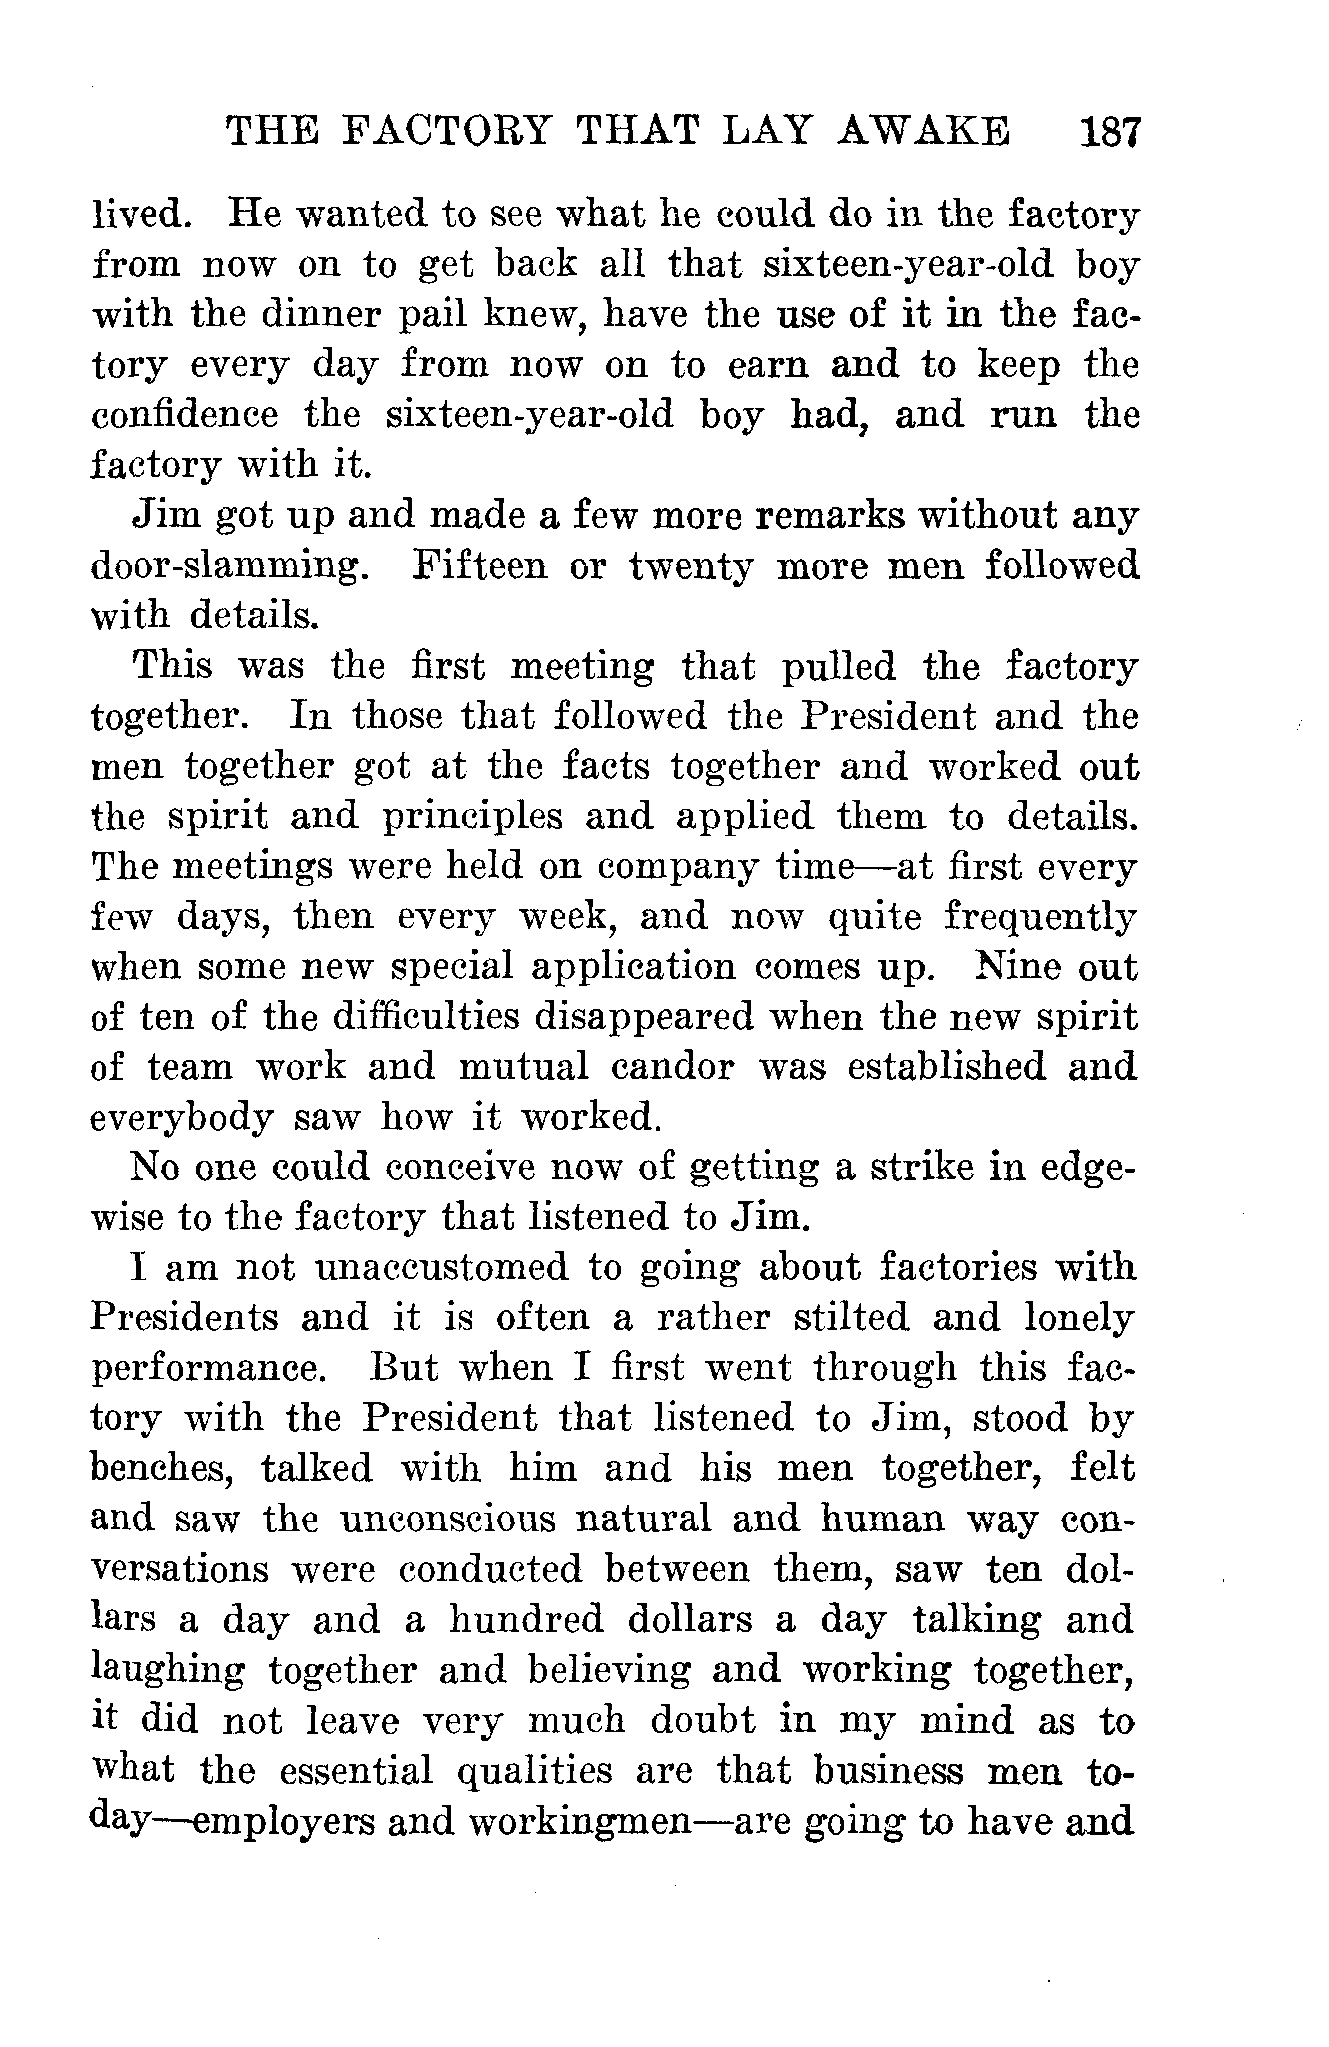 THE FACTORY THAT LAY AWAKE 187
lived. He wanted to see what he could do in the factory
from now on to get back all that sixteen-year-old boy
with the dinner pail knew, have the use of it in the fac-
tory every day from now on to earn and to keep the
confidence the sixteen-year-old boy had, and run the
factory with it.
Jim got up and made a few more remarks without any
door-slamming. Fifteen or twenty more men followed
with details.
This was the first meeting that pulled the factory
together. In those that followed the President and the
men together got at the facts together and worked out
the spirit and principles and applied them to details.
The meetings were held on company time—at first every
few days, then every week, and now quite frequently
when some new special application comes up. Nine out
of ten of the difficulties disappeared when the new spirit
of team work and mutual candor was established and
everybody saw how it worked.
No one could conceive now of getting a strike in edge-
wise to the factory that listened to Jim.
I am not unaccustomed to going about factories with
Presidents and it is often a rather stilted and lonely
performance. But when I first went through this fac-
tory with the President that listened to Jim, stood by
benches, talked with him and his men together, felt
and saw the unconscious natural and human way con-
versations were conducted between them, saw ten dol-
lars a day and a hundred dollars a day talking and
laughing together and believing and working together,
it did not leave very much doubt in my mind as to
what the essential qualities are that business men to-
day—employers and workingmen—are going to have and